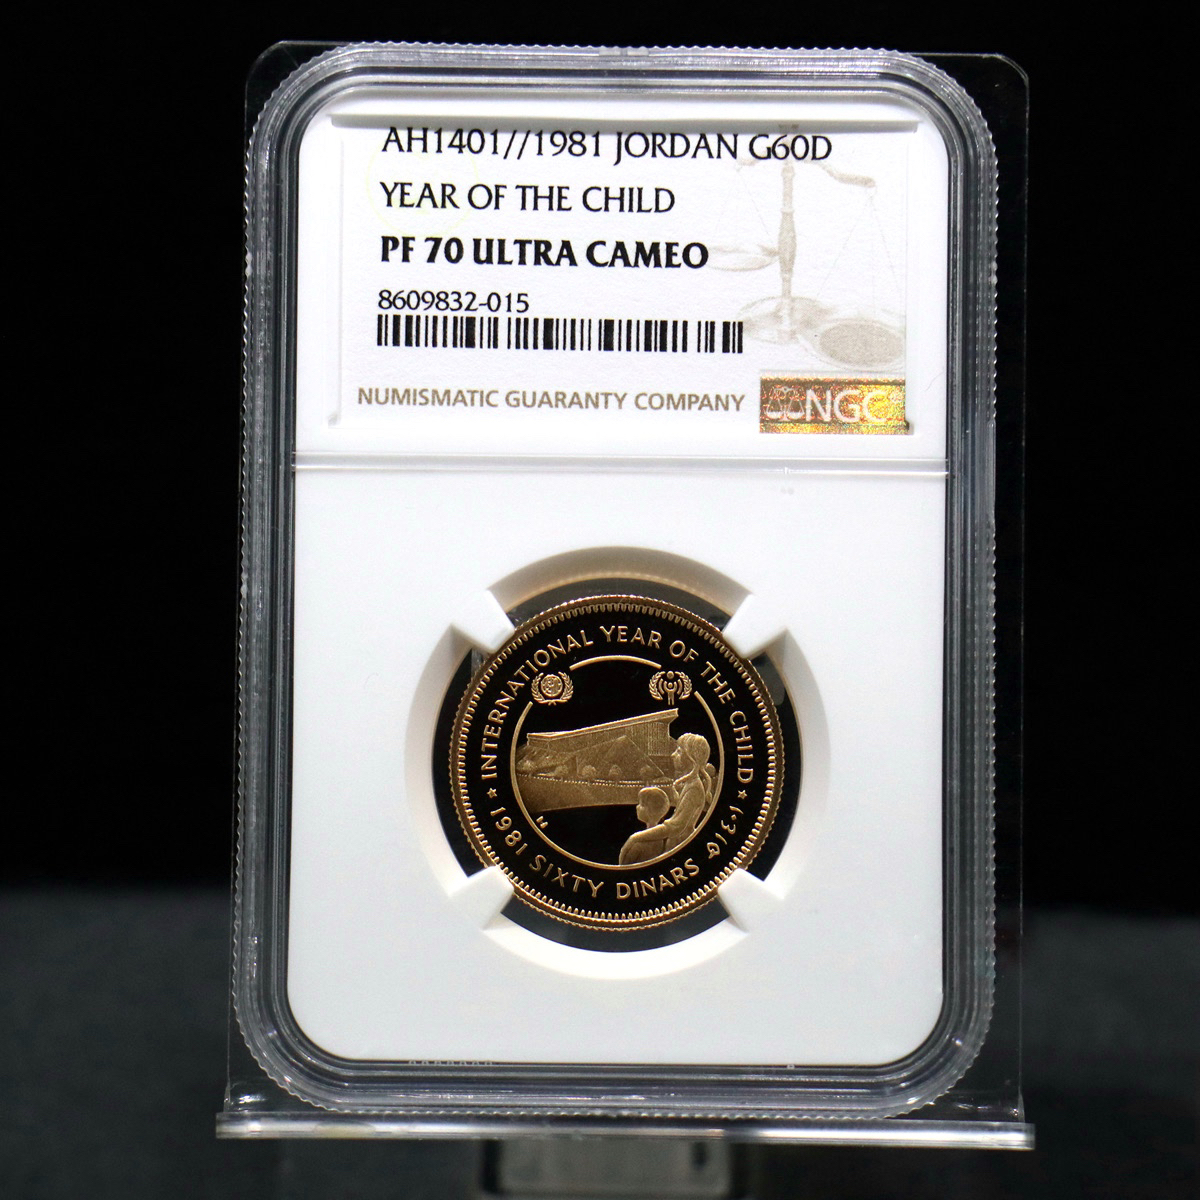 AH1401//1981 JORDAN G60D
YEAR OF THE CHILD
PF 70 ULTRA CAMEO
8609832-015
NUMISMATIC GUARANTY COMPANY
NGC
INTERNATIONAL YEAR OF THE CHILD
1981 SIXTY DINARS ١٤٠١ﻫ